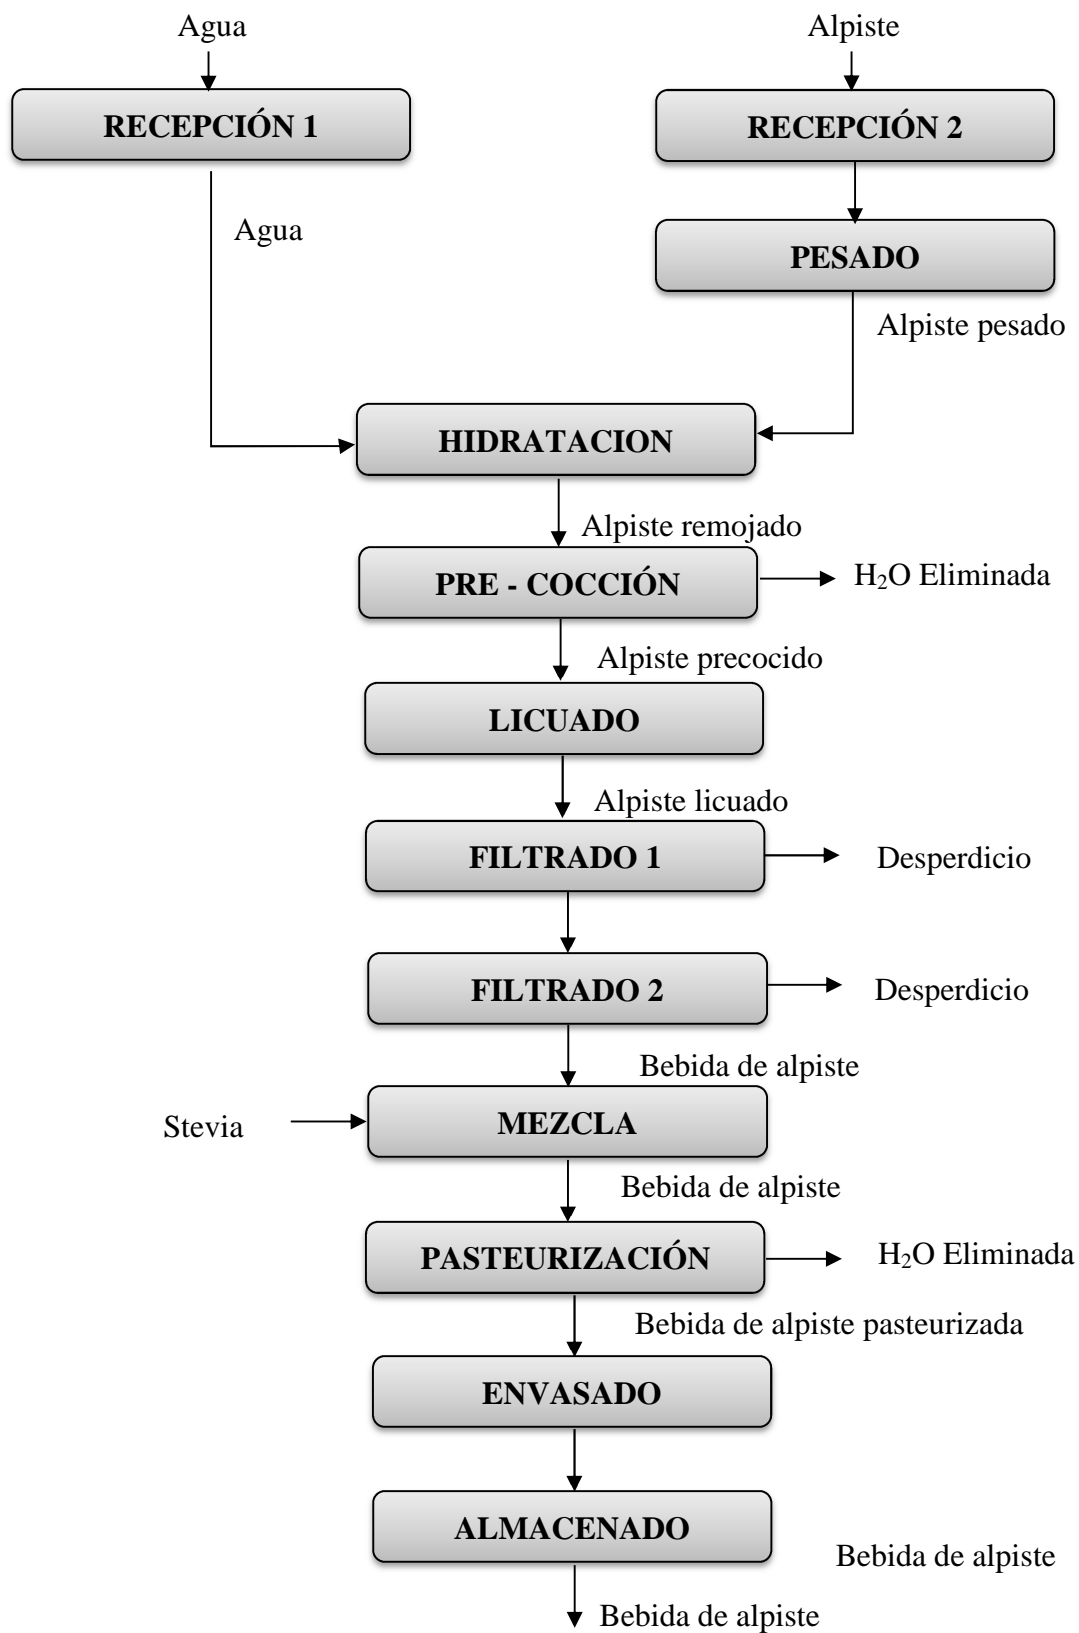 Agua
Alpiste
RECEPCIÓN 1
RECEPCIÓN 2
Agua
PESADO
Alpiste pesado
HIDRATACION
Alpiste remojado
PRE - COCCIÓN
H₂O Eliminada
Alpiste precocido
LICUADO
Alpiste licuado
FILTRADO 1
Desperdicio
FILTRADO 2
Desperdicio
Bebida de alpiste
Stevia
MEZCLA
Bebida de alpiste
PASTEURIZACIÓN
H₂O Eliminada
Bebida de alpiste pasteurizada
ENVASADO
ALMACENADO
Bebida de alpiste
Bebida de alpiste